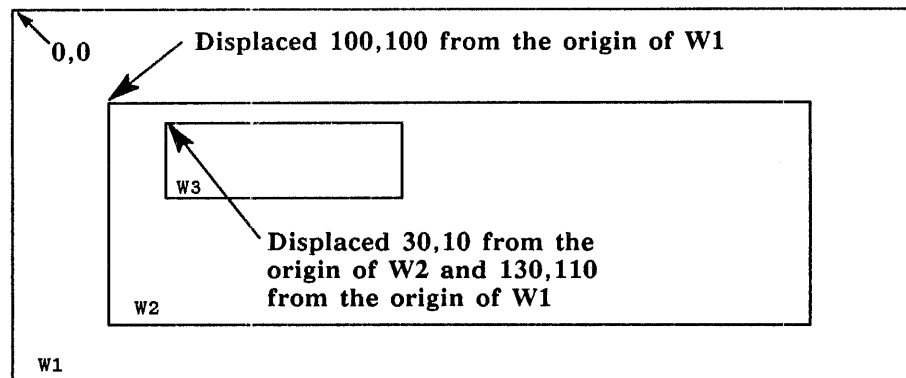 0,0
Displaced 100,100 from the origin of W1
W3
Displaced 30,10 from the
origin of W2 and 130,110
from the origin of W1
W2
W1